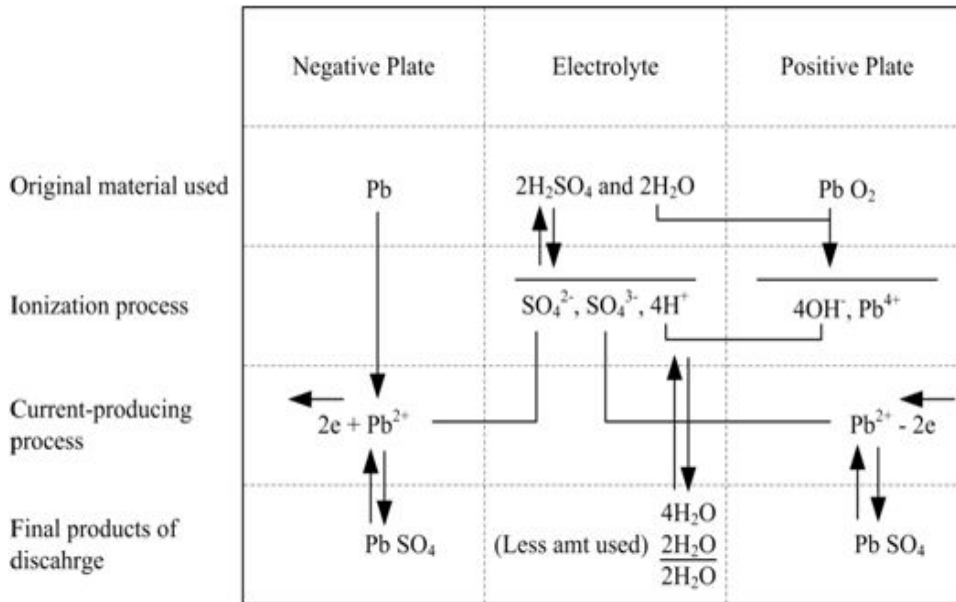 Negative Plate Electrolyte Positive Plate
Original material used Pb 2H₂SO₄ and 2H₂O Pb O₂
Ionization process SO₄²⁻, SO₄³⁻, 4H⁺ 4OH⁻, Pb⁴⁺
Current-producing
process 2e + Pb²⁺ Pb²⁺ - 2e
Final products of
discahrge Pb SO₄ (Less amt used) 4H₂O
2H₂O
2H₂O Pb SO₄